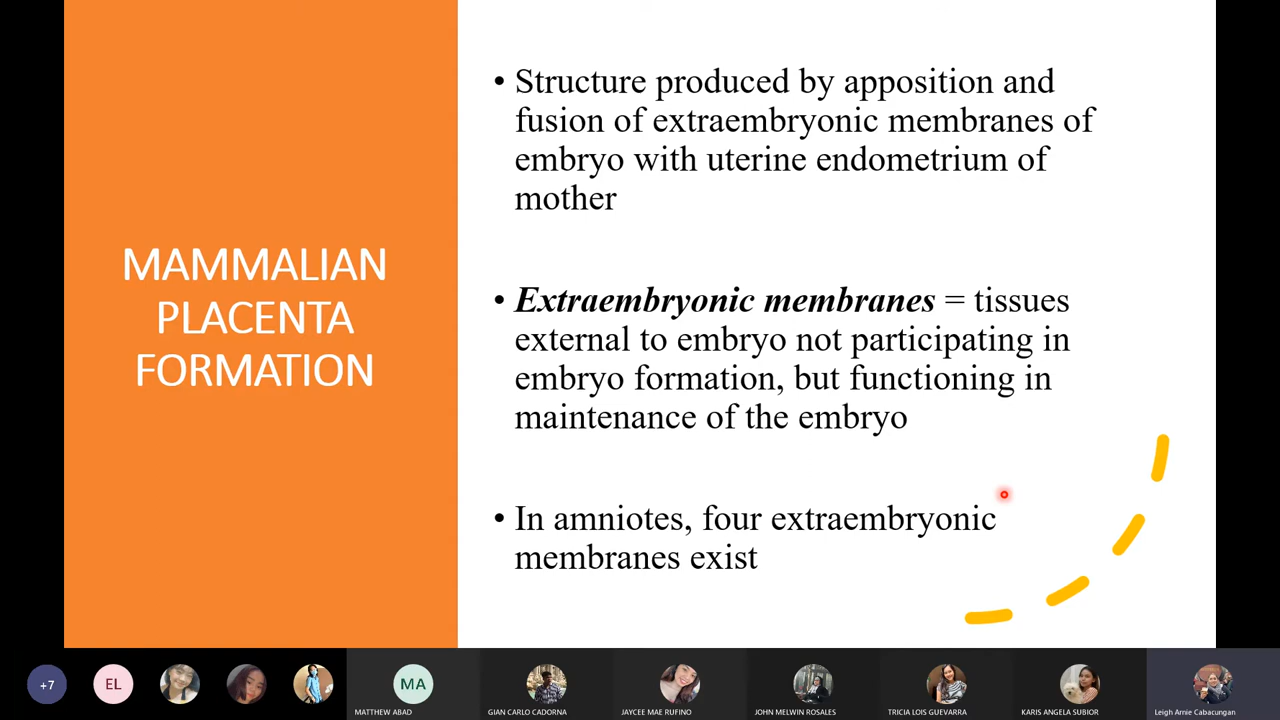 MAMMALIAN
PLACENTA
FORMATION
• Structure produced by apposition and
fusion of extraembryonic membranes of
embryo with uterine endometrium of
mother
• Extraembryonic membranes = tissues
external to embryo not participating in
embryo formation, but functioning in
maintenance of the embryo
• In amniotes, four extraembryonic
membranes exist
+7
EL
MA
MATTHEW ABAD
GIAN CARLO CADORNA
JAYCEE MAE RUFINO
JOHN MELWIN ROSALES
TRICIA LOIS GUEVARRA
KARIS ANGELA SUBIOR
Leigh Arnie Cabacungan